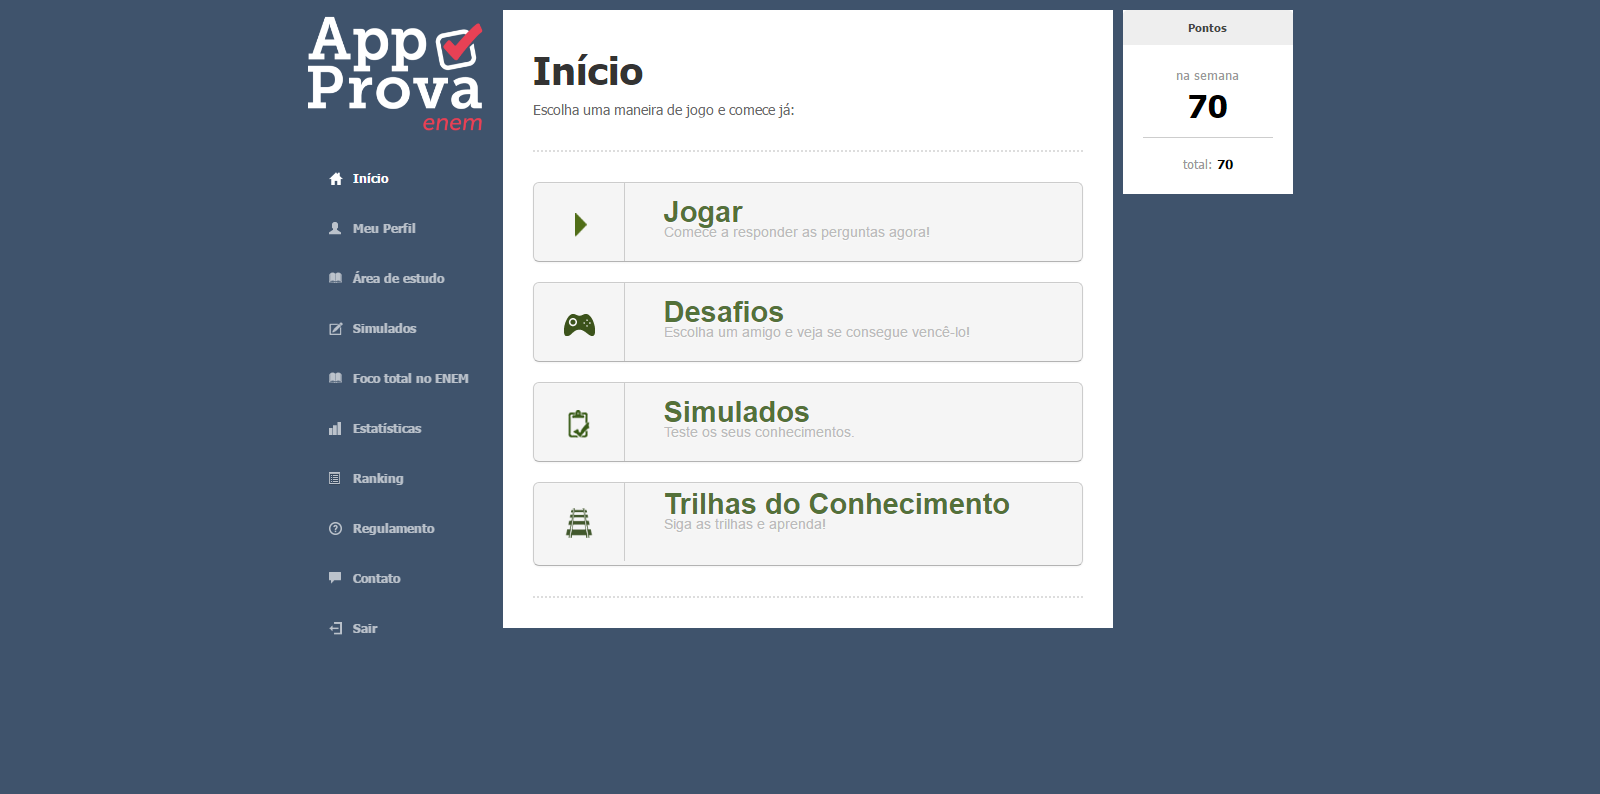 App
Prova
enem
Início
Meu Perfil
Área de estudo
Simulados
Foco total no ENEM
Estatísticas
Ranking
Regulamento
Contato
Sair
Início
Escolha uma maneira de jogo e comece já:
Jogar
Comece a responder as perguntas agora!
Desafios
Escolha um amigo e veja se consegue vencê-lo!
Simulados
Teste os seus conhecimentos.
Trilhas do Conhecimento
Siga as trilhas e aprenda!
Pontos
na semana
70
total: 70